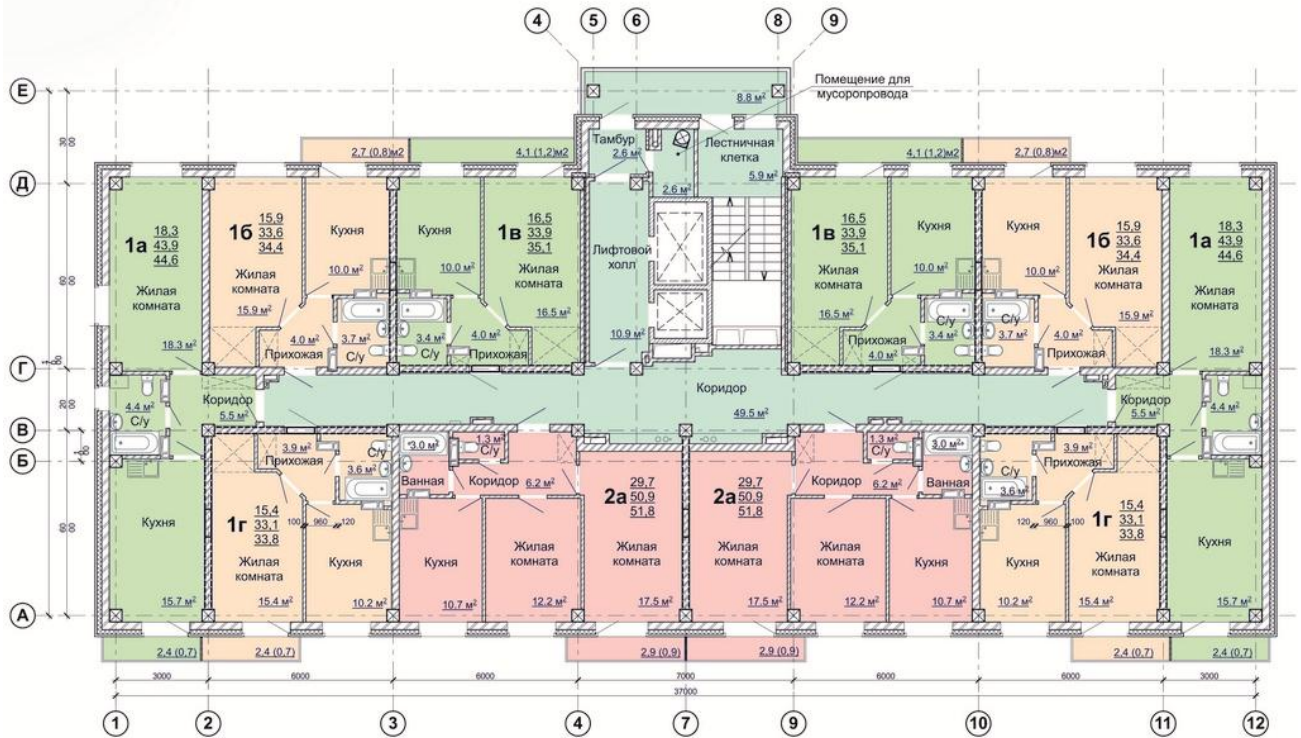 4
5
6
8
9
Е
Помещение для
мусоропровода
8.8 м²
Тамбур
2.6 м²
Лестничная
клетка
5.9 м²
2.6 м²
2,7 (0,8)м2
4,1 (1,2)м2
4,1 (1,2)м2
2,7 (0,8)м2
Д
1а
18.3
43.9
44.6
Жилая
комната
18.3 м²
1б
15.9
33.6
34.4
Жилая
комната
15.9 м²
Кухня
10.0 м²
Кухня
10.0 м²
1в
16.5
33.9
35.1
Жилая
комната
16.5 м²
Лифтовой
холл
10.9 м²
1в
16.5
33.9
35.1
Жилая
комната
16.5 м²
Кухня
10.0 м²
Кухня
10.0 м²
1б
15.9
33.6
34.4
Жилая
комната
15.9 м²
1а
18.3
43.9
44.6
Жилая
комната
18.3 м²
4.0 м²
Прихожая
3.7 м²
С/у
3.4 м²
С/у
4.0 м²
Прихожая
4.0 м²
Прихожая
С/у
3.4 м²
С/у
3.7 м²
4.0 м²
Прихожая
Г
4.4 м²
С/у
Коридор
5.5 м²
Коридор
49.5 м²
Коридор
5.5 м²
4.4 м²
С/у
В
Б
3.9 м²
Прихожая
С/у
3.6 м²
3.0 м²
Ванная
1.3 м²
С/у
Коридор
6.2 м²
1.3 м²
С/у
Коридор
6.2 м²
3.0 м²
Ванная
С/у
3.6 м²
3.9 м²
Прихожая
Кухня
15.7 м²
1г
15.4
33.1
33.8
100
960
120
Жилая
комната
15.4 м²
Кухня
10.2 м²
Кухня
10.7 м²
Жилая
комната
12.2 м²
2а
29,7
50,9
51,8
Жилая
комната
17.5 м²
2а
29,7
50,9
51,8
Жилая
комната
17.5 м²
Жилая
комната
12.2 м²
Кухня
10.7 м²
120
960
100
Кухня
10.2 м²
1г
15.4
33.1
33.8
Жилая
комната
15.4 м²
Кухня
15.7 м²
А
2,4 (0,7)
2,4 (0,7)
2,9 (0,9)
2,9 (0,9)
2,4 (0,7)
2,4 (0,7)
3000
6000
6000
7000
6000
6000
3000
37000
1
2
3
4
7
9
10
11
12